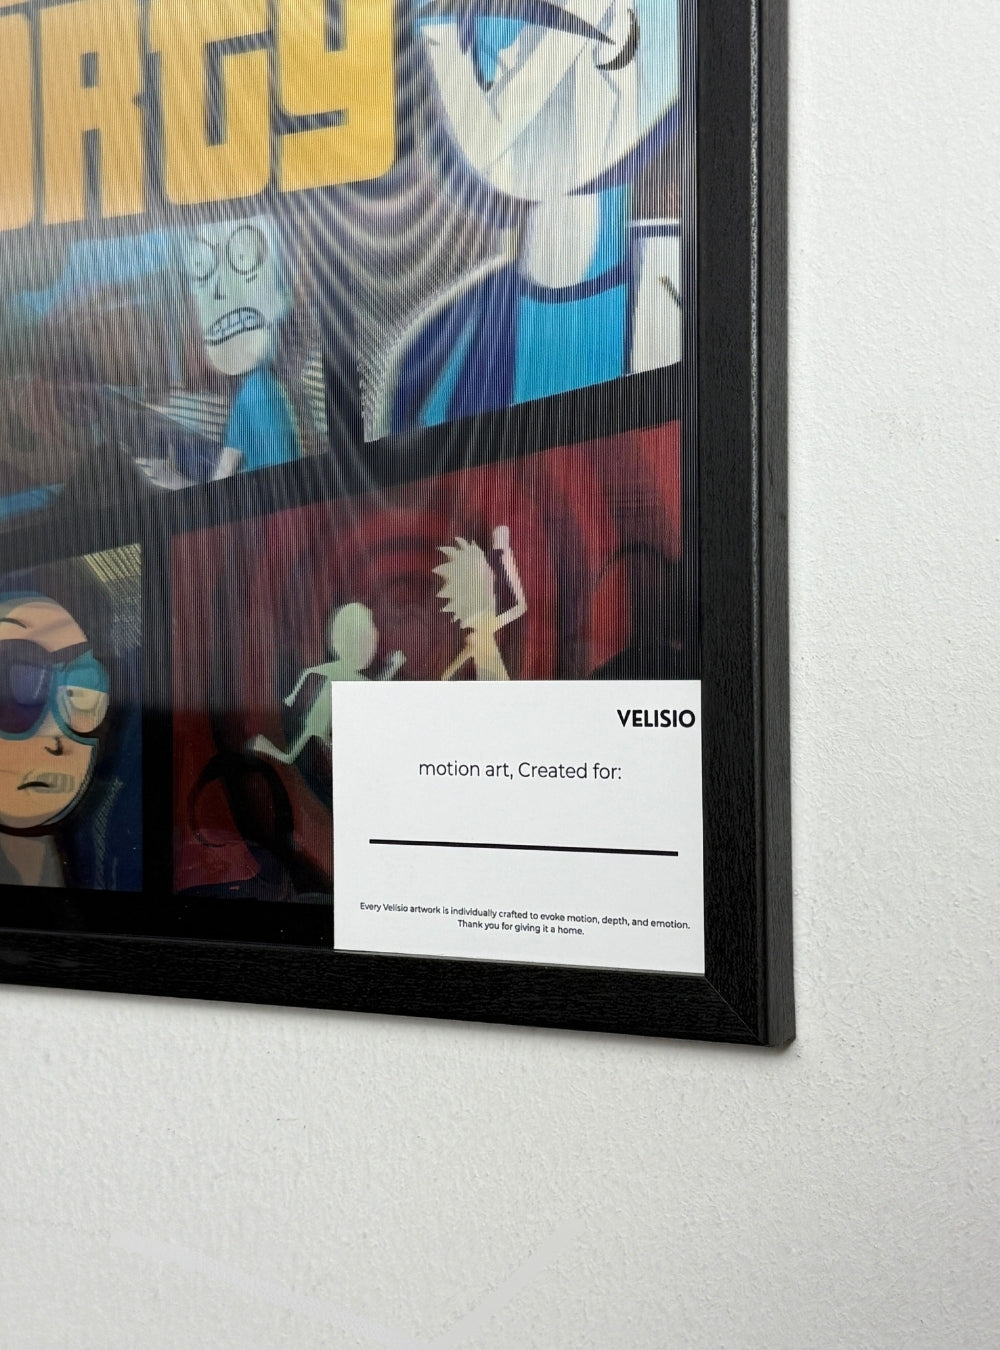 ORTY
VELISIO
motion art, Created for:
Every Velisio artwork is individually crafted to evoke motion, depth, and emotion.
Thank you for giving it a home.